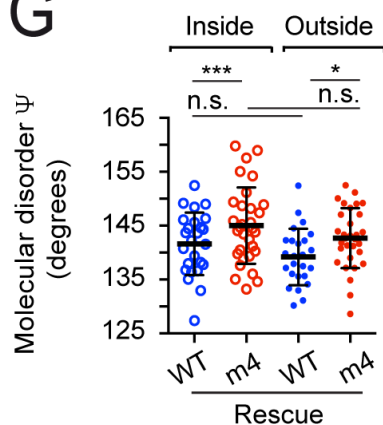 G
Inside Outside
*** *
n.s. n.s.
Molecular disorder Ψ
(degrees)
165
155
145
135
125
WT m4 WT m4
Rescue